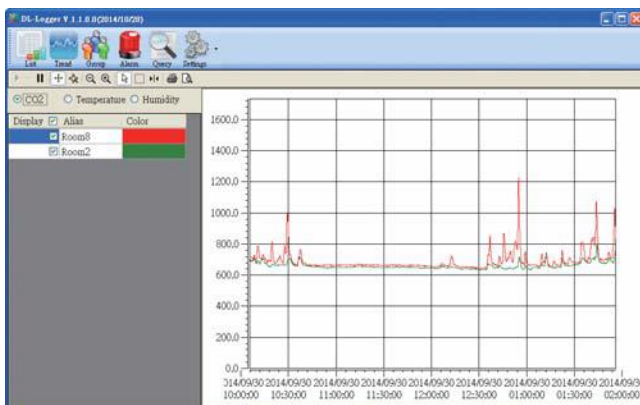 DL-Logger V 1.1.0.0(2014/10/20)
List Trend Group Alarm Query Settings
CO2 Temperature Humidity
Display Alias Color
Room8
Room2
1600.0
1400.0
1200.0
1000.0
800.0
600.0
400.0
200.0
0.0
2014/09/30 2014/09/30 2014/09/30 2014/09/30 2014/09/30 2014/09/30 2014/09/30 2014/09/30 2014/09/30
10:00:00 10:30:00 11:00:00 11:30:00 12:00:00 12:30:00 01:00:00 01:30:00 02:00:00